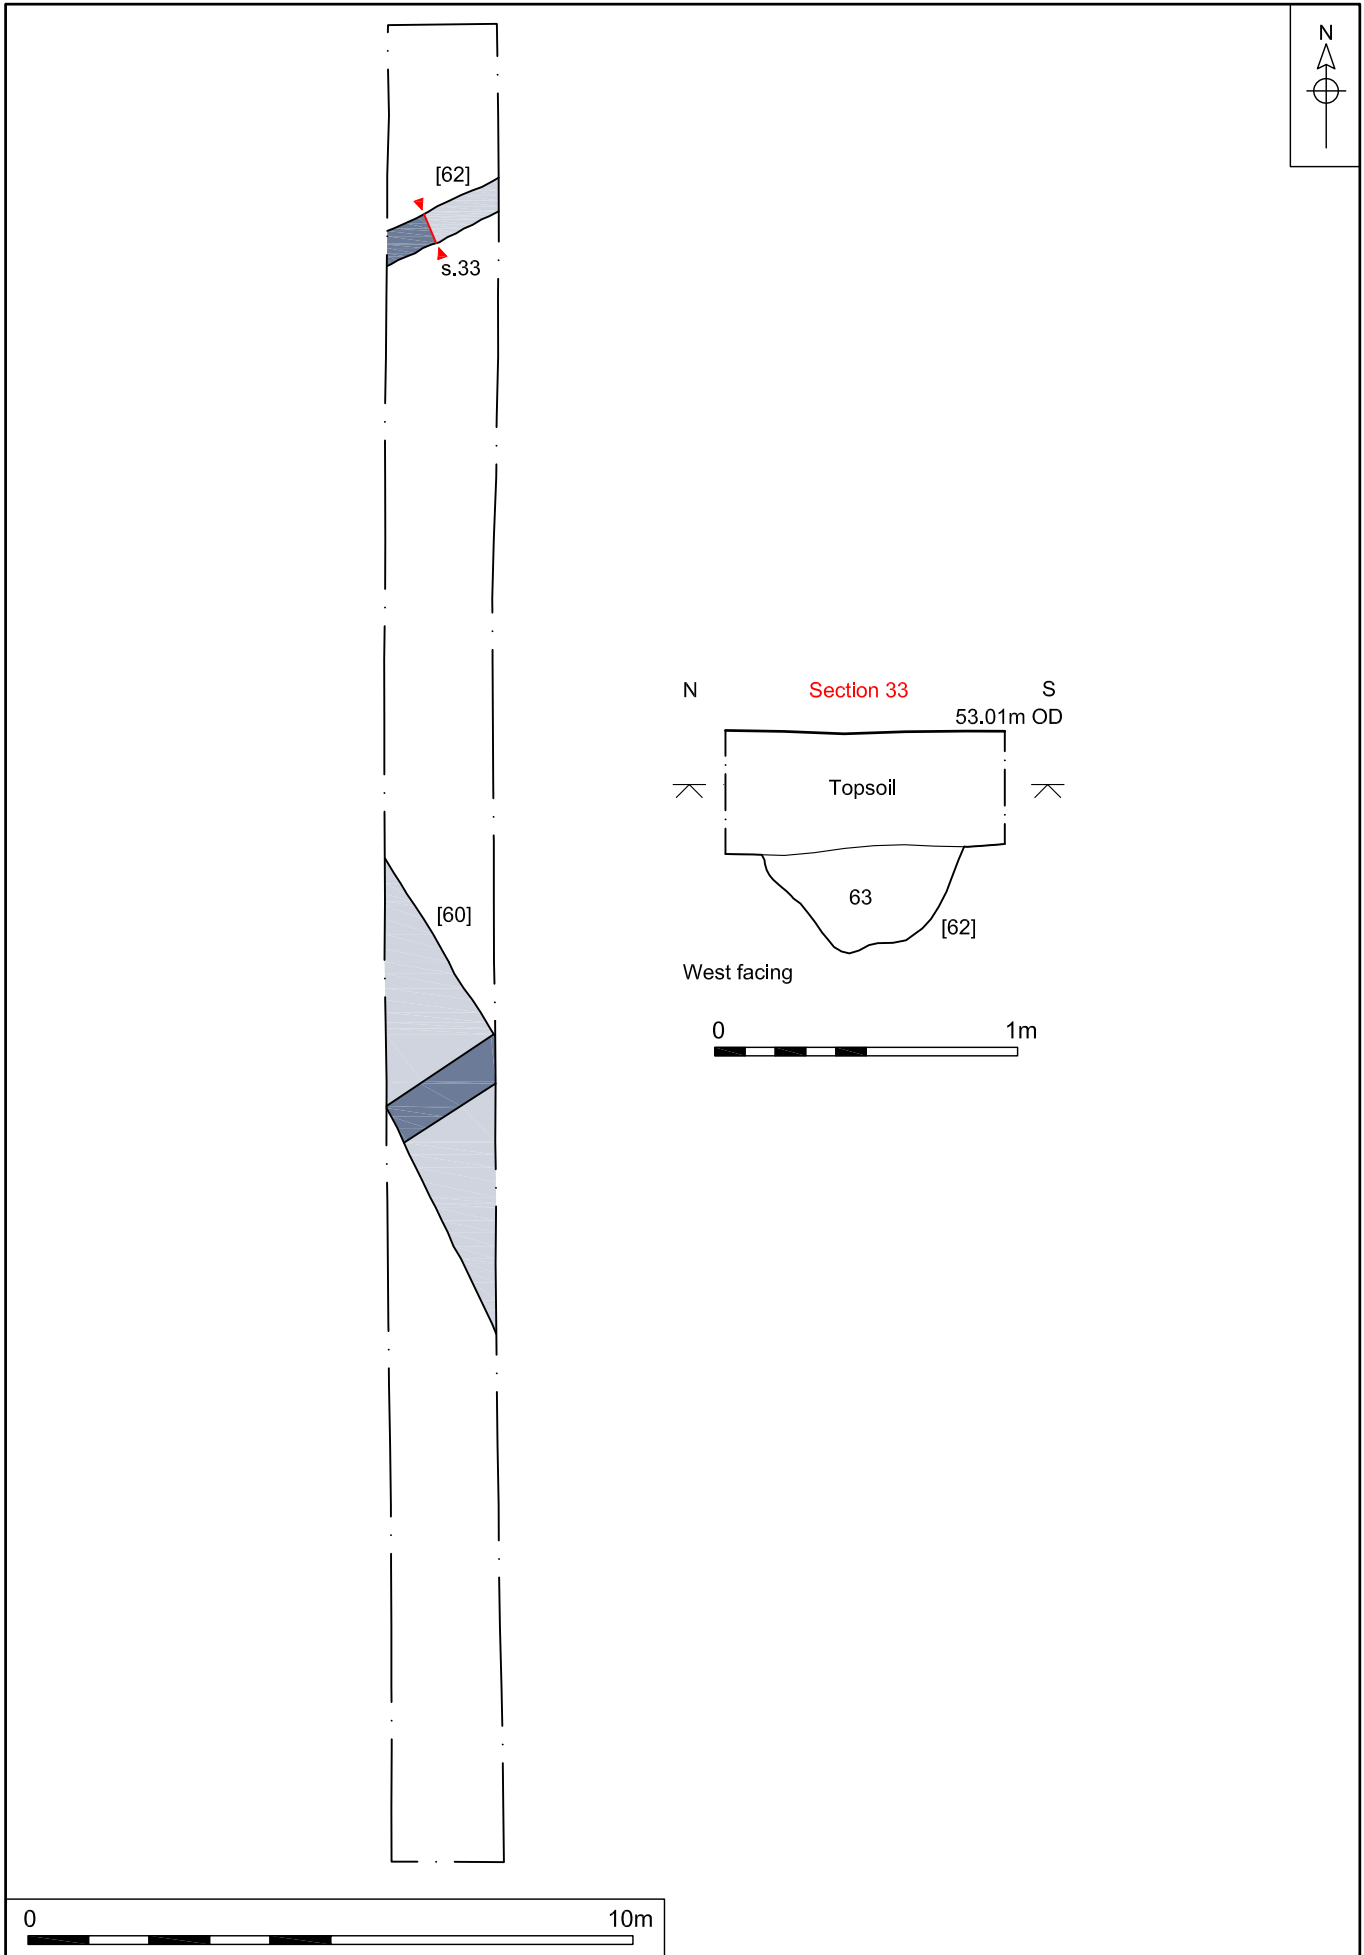 N
[62]
s.33
N Section 33 S
53.01m OD
Topsoil
[60]
63
[62]
West facing
0 1m
0 10m